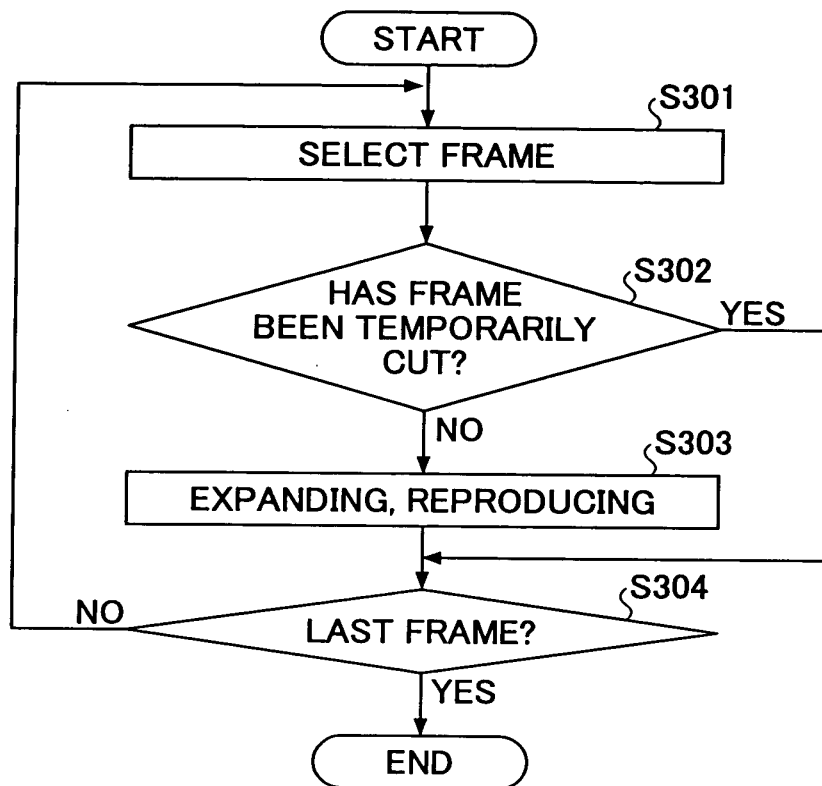 START
S301
SELECT FRAME
S302
HAS FRAME
BEEN TEMPORARILY
CUT?
YES
NO
S303
EXPANDING, REPRODUCING
S304
NO
LAST FRAME?
YES
END